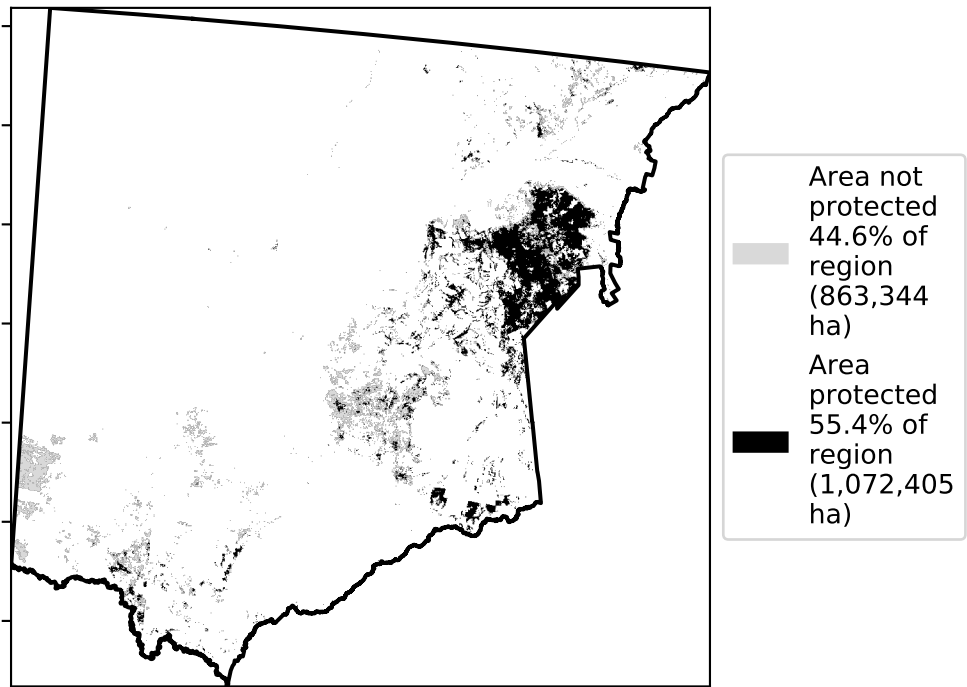 Area not
protected
44.6% of
region
(863,344
ha)
Area
protected
55.4% of
region
(1,072,405
ha)